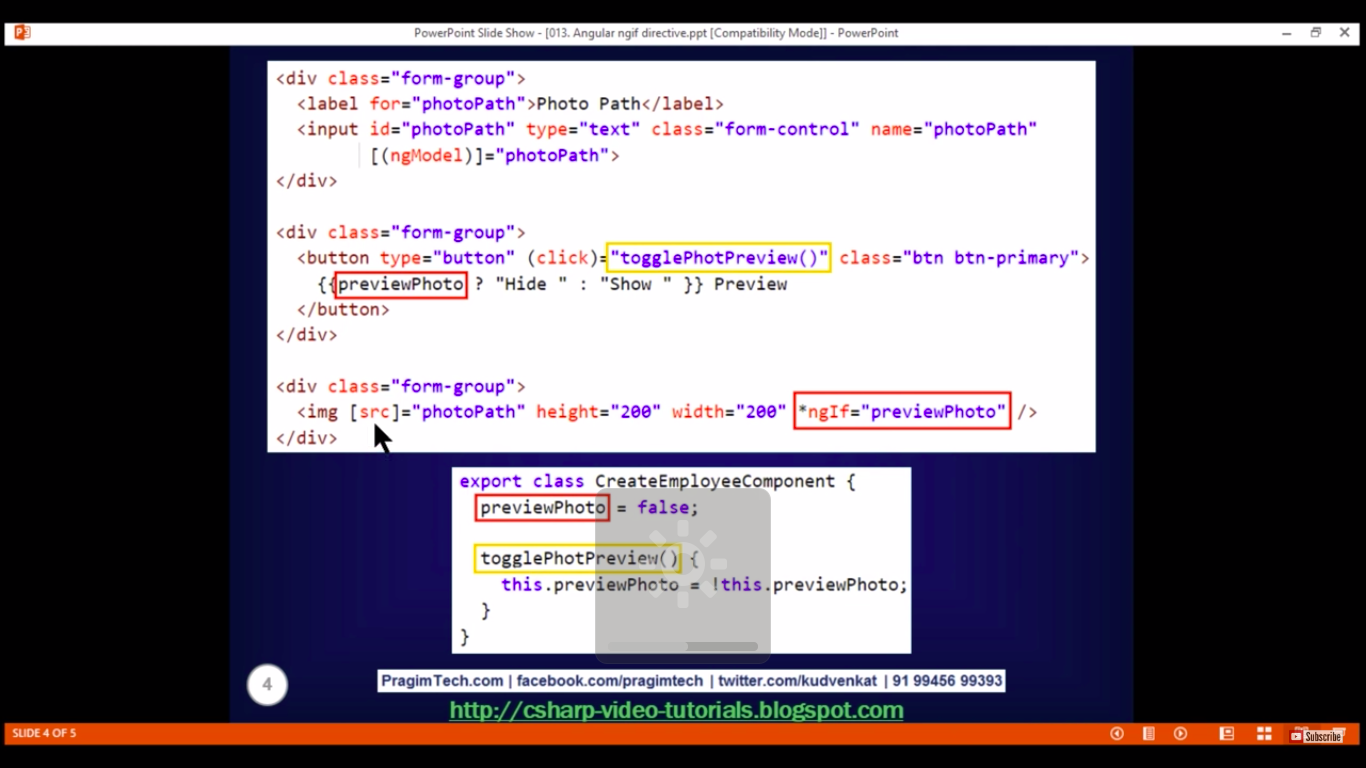 PowerPoint Slide Show - [013. Angular ngif directive.ppt [Compatibility Mode]] - PowerPoint
<div class="form-group">
<label for="photoPath">Photo Path</label>
<input id="photoPath" type="text" class="form-control" name="photoPath"
[(ngModel)]="photoPath">
</div>
<div class="form-group">
<button type="button" (click)="togglePhotPreview()" class="btn btn-primary">
{{previewPhoto ? "Hide " : "Show " }} Preview
</button>
</div>
<div class="form-group">
<img [src]="photoPath" height="200" width="200" *ngIf="previewPhoto" />
</div>
export class CreateEmployeeComponent {
previewPhoto = false;
togglePhotPreview() {
this.previewPhoto = !this.previewPhoto;
}
}
4
PragimTech.com | facebook.com/pragimtech | twitter.com/kudvenkat | 91 99456 99393
http://csharp-video-tutorials.blogspot.com
SLIDE 4 OF 5
Subscribe